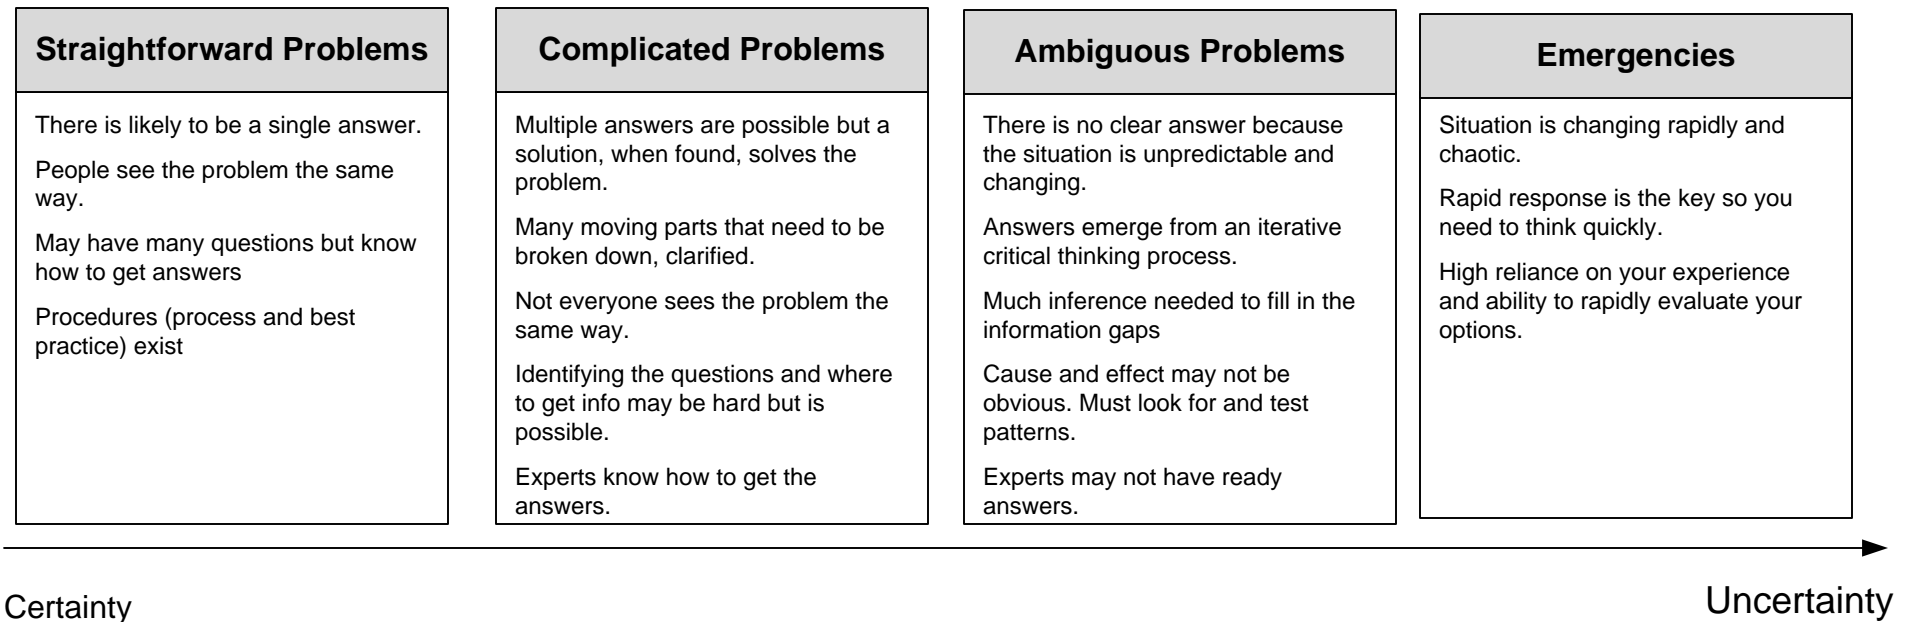 Straightforward Problems
There is likely to be a single answer.
People see the problem the same
way.
May have many questions but know
how to get answers
Procedures (process and best
practice) exist
Complicated Problems
Multiple answers are possible but a
solution, when found, solves the
problem.
Many moving parts that need to be
broken down, clarified.
Not everyone sees the problem the
same way.
Identifying the questions and where
to get info may be hard but is
possible.
Experts know how to get the
answers.
Ambiguous Problems
There is no clear answer because
the situation is unpredictable and
changing.
Answers emerge from an iterative
critical thinking process.
Much inference needed to fill in the
information gaps
Cause and effect may not be
obvious. Must look for and test
patterns.
Experts may not have ready
answers.
Emergencies
Situation is changing rapidly and
chaotic.
Rapid response is the key so you
need to think quickly.
High reliance on your experience
and ability to rapidly evaluate your
options.
Certainty
Uncertainty